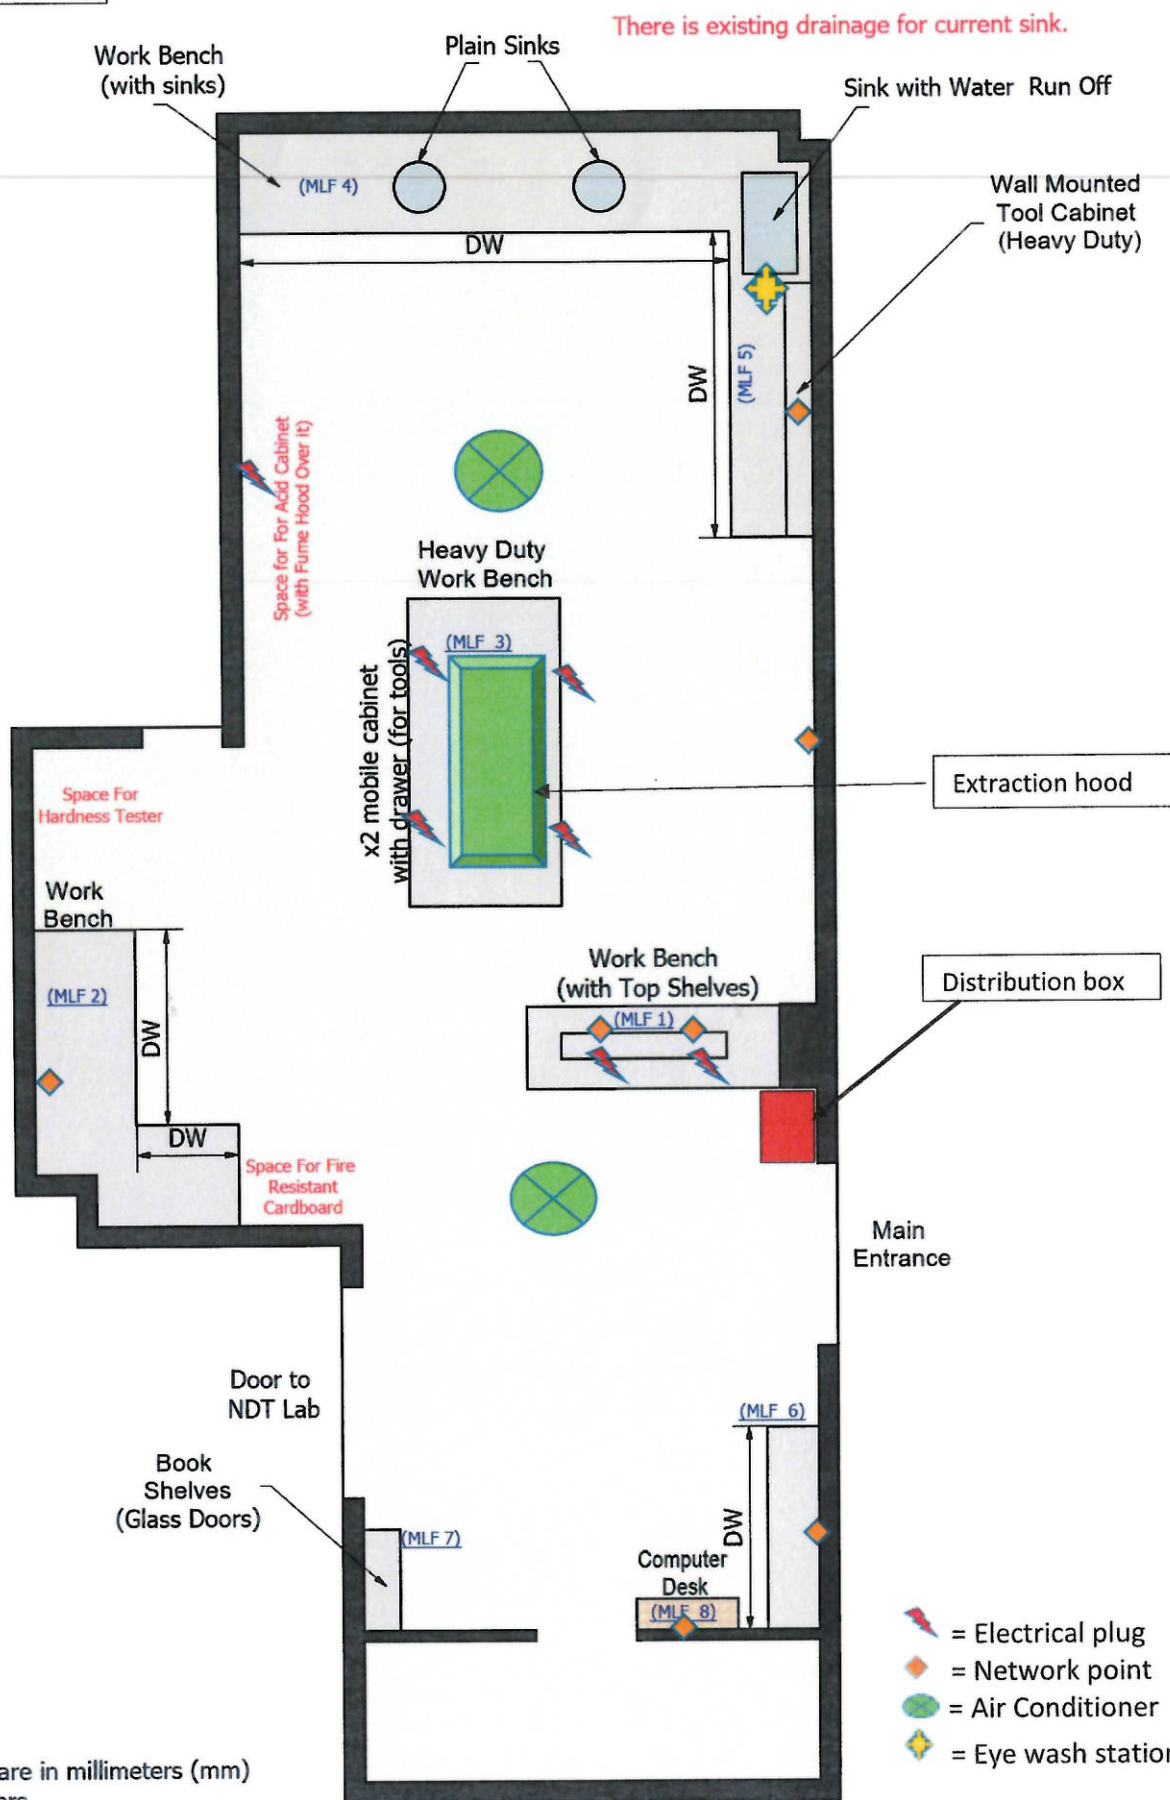 There is existing drainage for current sink.
Work Bench
(with sinks)
Plain Sinks
Sink with Water Run Off
(MLF 4)
Wall Mounted
Tool Cabinet
(Heavy Duty)
DW
DW
(MLF 5)
Space for For Acid Cabinet
(with Fume Hood Over it)
Heavy Duty
Work Bench
(MLF 3)
x2 mobile cabinet
with drawer (for tools)
Extraction hood
Space For
Hardness Tester
Work
Bench
(MLF 2)
DW
DW
Work Bench
(with Top Shelves)
(MLF 1)
Distribution box
Space For Fire
Resistant
Cardboard
Main
Entrance
Door to
NDT Lab
(MLF 6)
Book
Shelves
(Glass Doors)
(MLF 7)
DW
Computer
Desk
(MLF 8)
= Electrical plug
= Network point
= Air Conditioner
= Eye wash station
are in millimeters (mm)